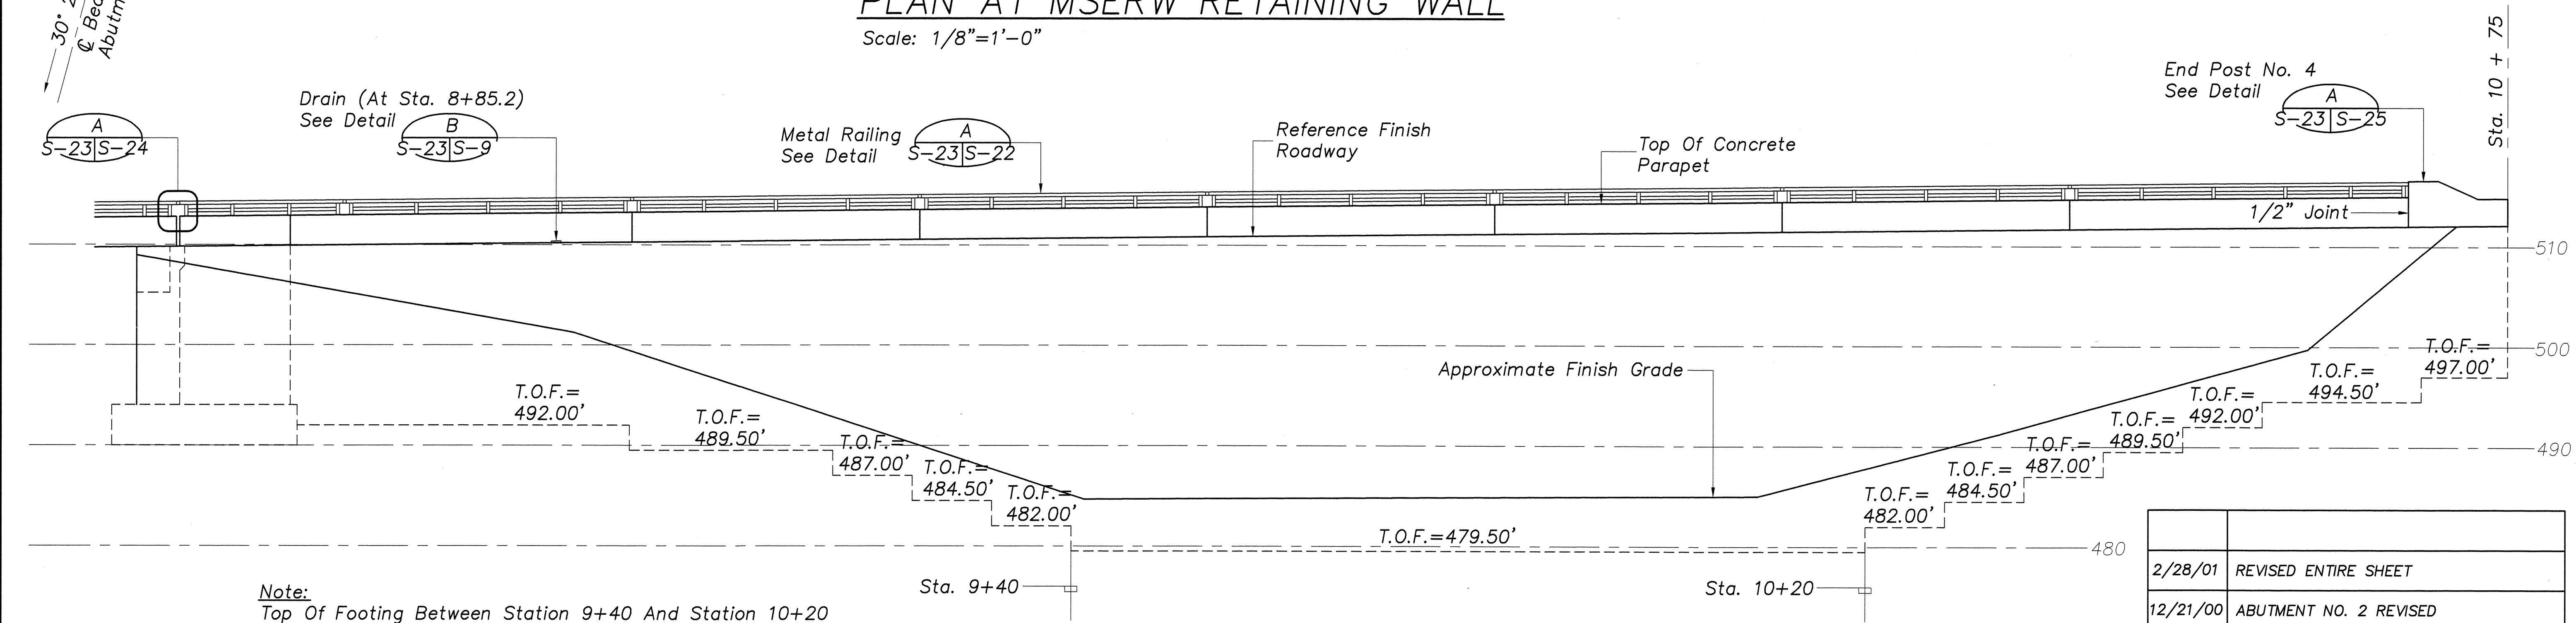 PLAN AT MSERW RETAINING WALL
Scale: 1/8"=1'-0"
30°
℄
Sta. 10 + 75
Drain (At Sta. 8+85.2)
See Detail
A
S-23 S-24
B
S-23 S-9
Metal Railing
See Detail
A
S-23 S-22
Reference Finish
Roadway
Top Of Concrete
Parapet
End Post No. 4
See Detail
A
S-23 S-25
1/2" Joint
510
500
490
480
Approximate Finish Grade
T.O.F.=
492.00'
T.O.F.=
489.50'
T.O.F.=
487.00'
T.O.F.=
484.50'
T.O.F.=
482.00'
T.O.F.=479.50'
T.O.F.=
482.00'
T.O.F.=
484.50'
T.O.F.=
487.00'
T.O.F.=
489.50'
T.O.F.=
492.00'
T.O.F.=
494.50'
T.O.F.=
497.00'
Sta. 9+40
Sta. 10+20
Note:
Top Of Footing Between Station 9+40 And Station 10+20
2/28/01 REVISED ENTIRE SHEET
12/21/00 ABUTMENT NO. 2 REVISED